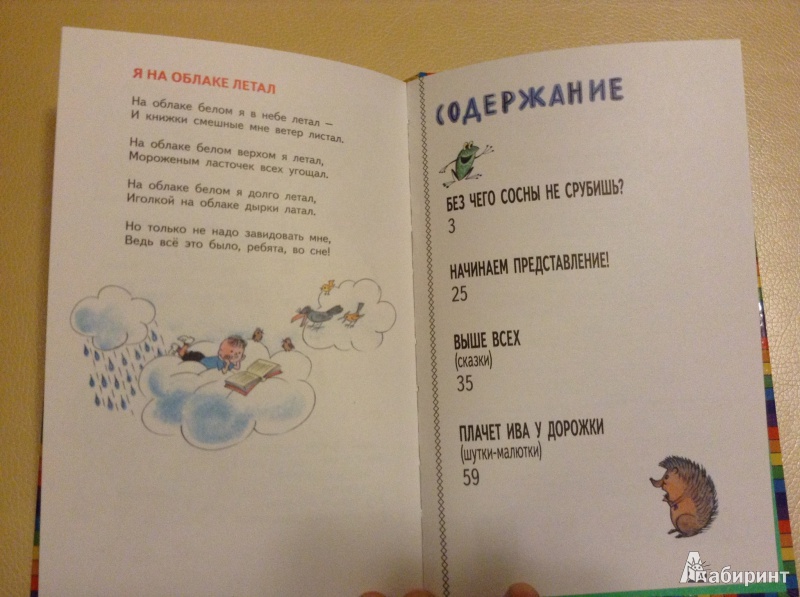 Я НА ОБЛАКЕ ЛЕТАЛ
На облаке белом я в небе летал –
И книжки смешные мне ветер листал.
На облаке белом верхом я летал,
Мороженым ласточек всех угощал.
На облаке белом я долго летал,
Иголкой на облаке дырки латал.
Но только не надо завидовать мне,
Ведь всё это было, ребята, во сне!
СОДЕРЖАНИЕ
БЕЗ ЧЕГО СОСНЫ НЕ СРУБИШЬ?
3
НАЧИНАЕМ ПРЕДСТАВЛЕНИЕ!
25
ВЫШЕ ВСЕХ
(сказки)
35
ПЛАЧЕТ ИВА У ДОРОЖКИ
(шутки-малютки)
59
Лабиринт